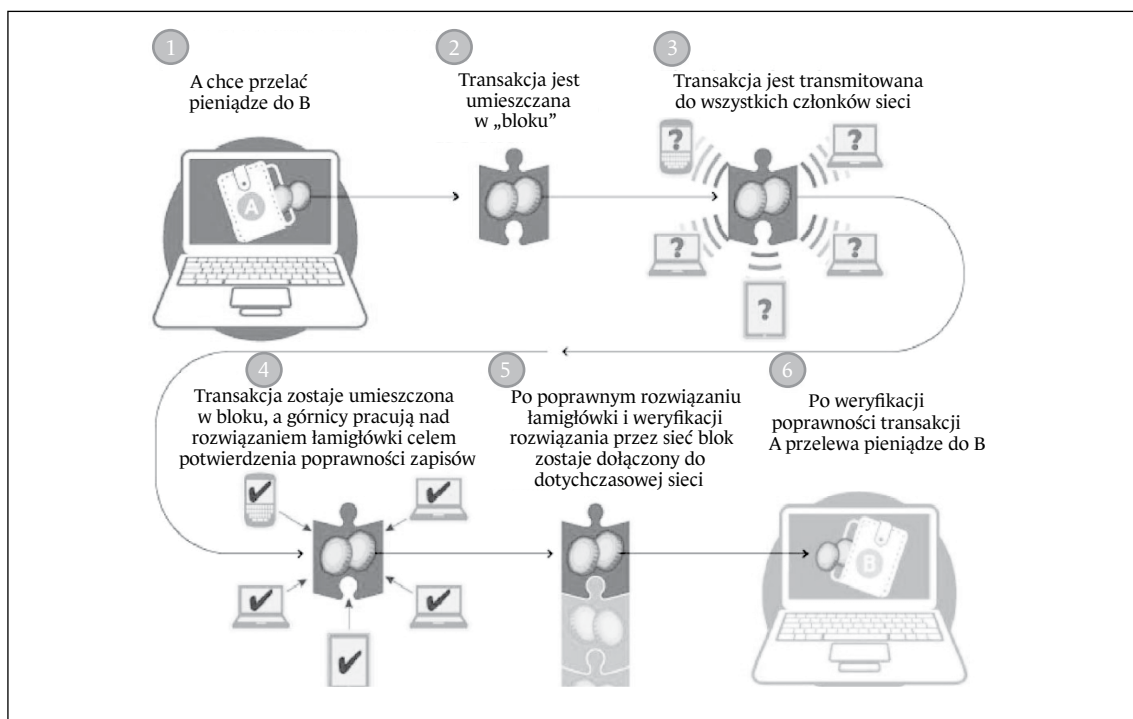 1
A chce przelać
pieniądze do B
A
2
Transakcja jest
umieszczana
w „bloku”
3
Transakcja jest transmitowana
do wszystkich członków sieci
?
?
?
?
?
4
Transakcja zostaje umieszczona
w bloku, a górnicy pracują nad
rozwiązaniem łamigłówki celem
potwierdzenia poprawności zapisów
5
Po poprawnym rozwiązaniu
łamigłówki i weryfikacji
rozwiązania przez sieć blok
zostaje dołączony do
dotychczasowej sieci
6
Po weryfikacji
poprawności transakcji
A przelewa pieniądze do B
B